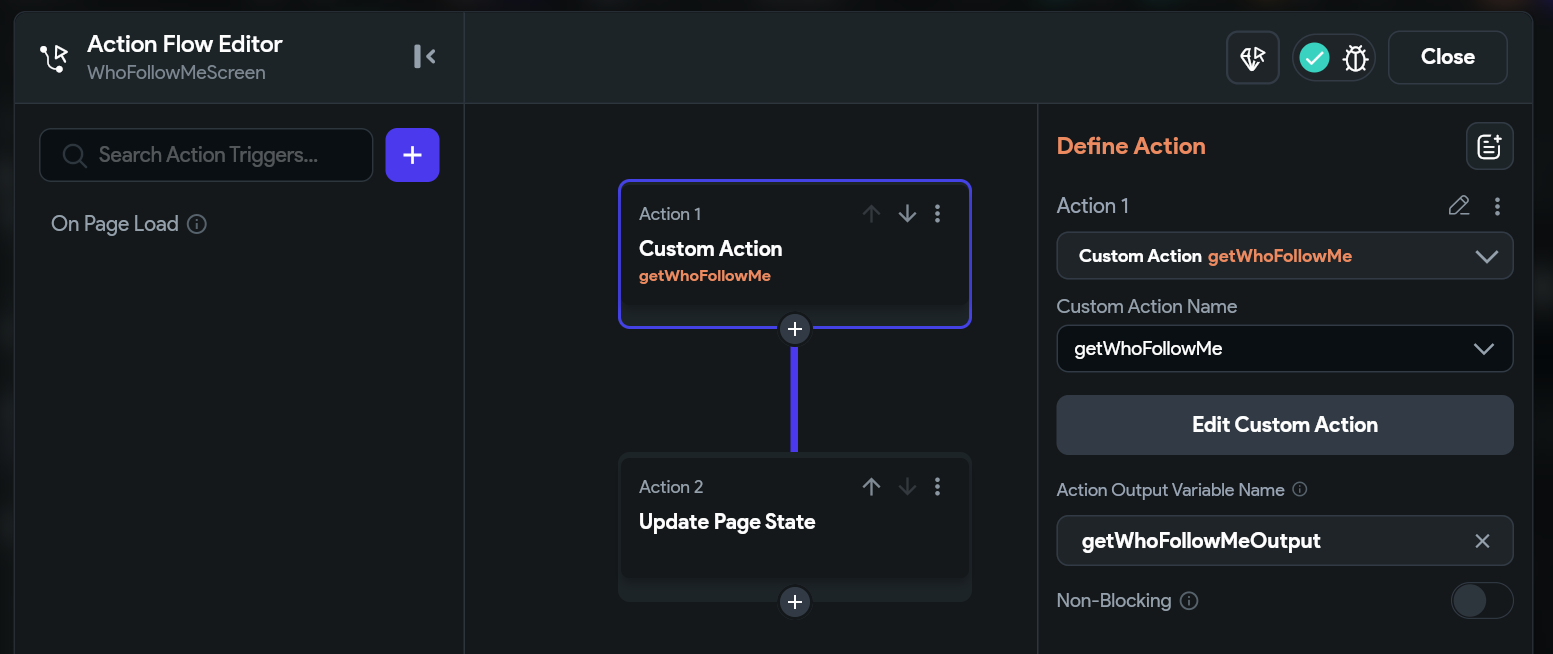 Action Flow Editor
WhoFollowMeScreen
Close
Search Action Triggers...
On Page Load
Action 1
Custom Action
getWhoFollowMe
Action 2
Update Page State
Define Action
Action 1
Custom Action getWhoFollowMe
Custom Action Name
getWhoFollowMe
Edit Custom Action
Action Output Variable Name
getWhoFollowMeOutput
Non-Blocking